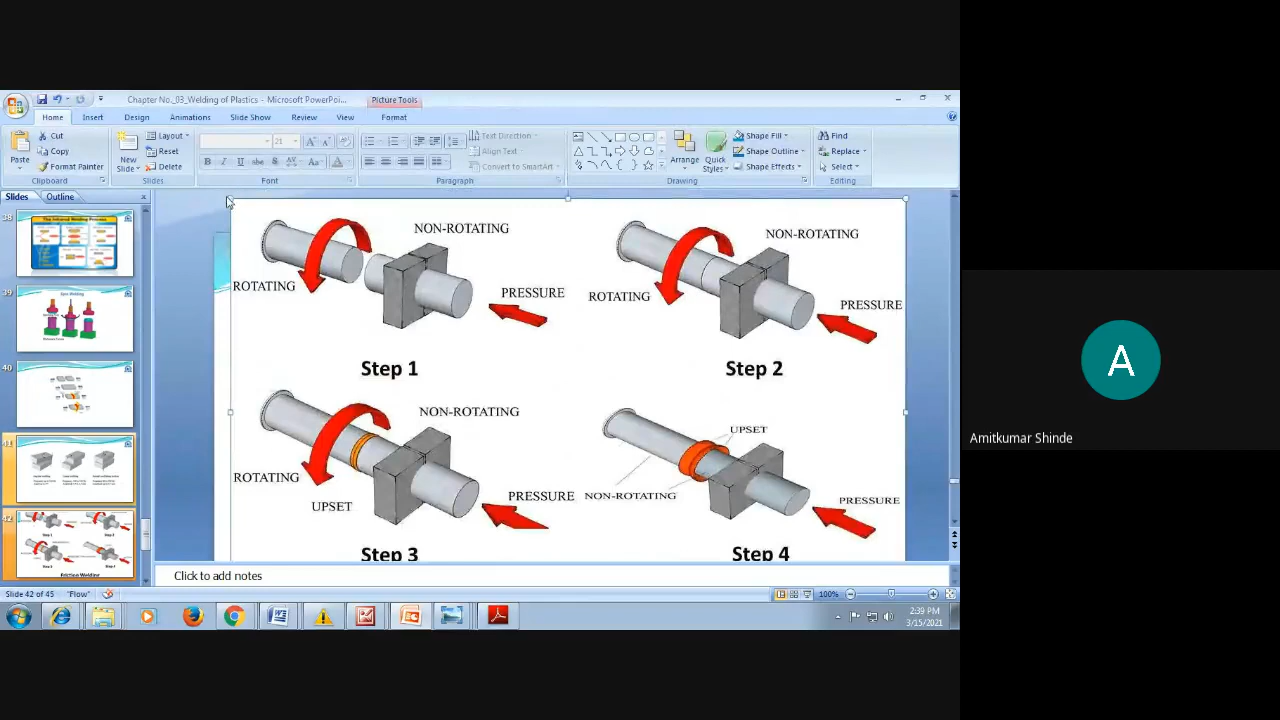 Chapter No._03_Welding of Plastics - Microsoft PowerPoi...
Picture Tools
Home Insert Design Animations Slide Show Review View Format
Paste
Cut
Copy
Format Painter
Clipboard
New Slide
Layout
Reset
Delete
Slides
21
Font
Paragraph
Text Direction
Align Text
Convert to SmartArt
Arrange
Quick Styles
Shape Fill
Shape Outline
Shape Effects
Drawing
Find
Replace
Select
Editing
Slides Outline
38
39
40
41
42
NON-ROTATING
ROTATING
PRESSURE
Step 1
NON-ROTATING
ROTATING
PRESSURE
Step 2
NON-ROTATING
ROTATING
UPSET
PRESSURE
Step 3
UPSET
NON-ROTATING
PRESSURE
Step 4
Friction Welding
Click to add notes
Slide 42 of 45 "Flow" 100%
2:39 PM
3/15/2021
A
Amitkumar Shinde